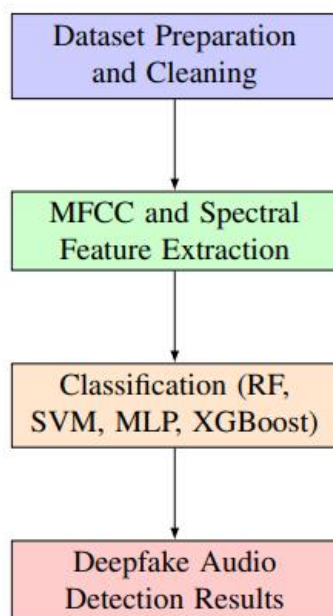 Dataset Preparation
and Cleaning
MFCC and Spectral
Feature Extraction
Classification (RF,
SVM, MLP, XGBoost)
Deepfake Audio
Detection Results